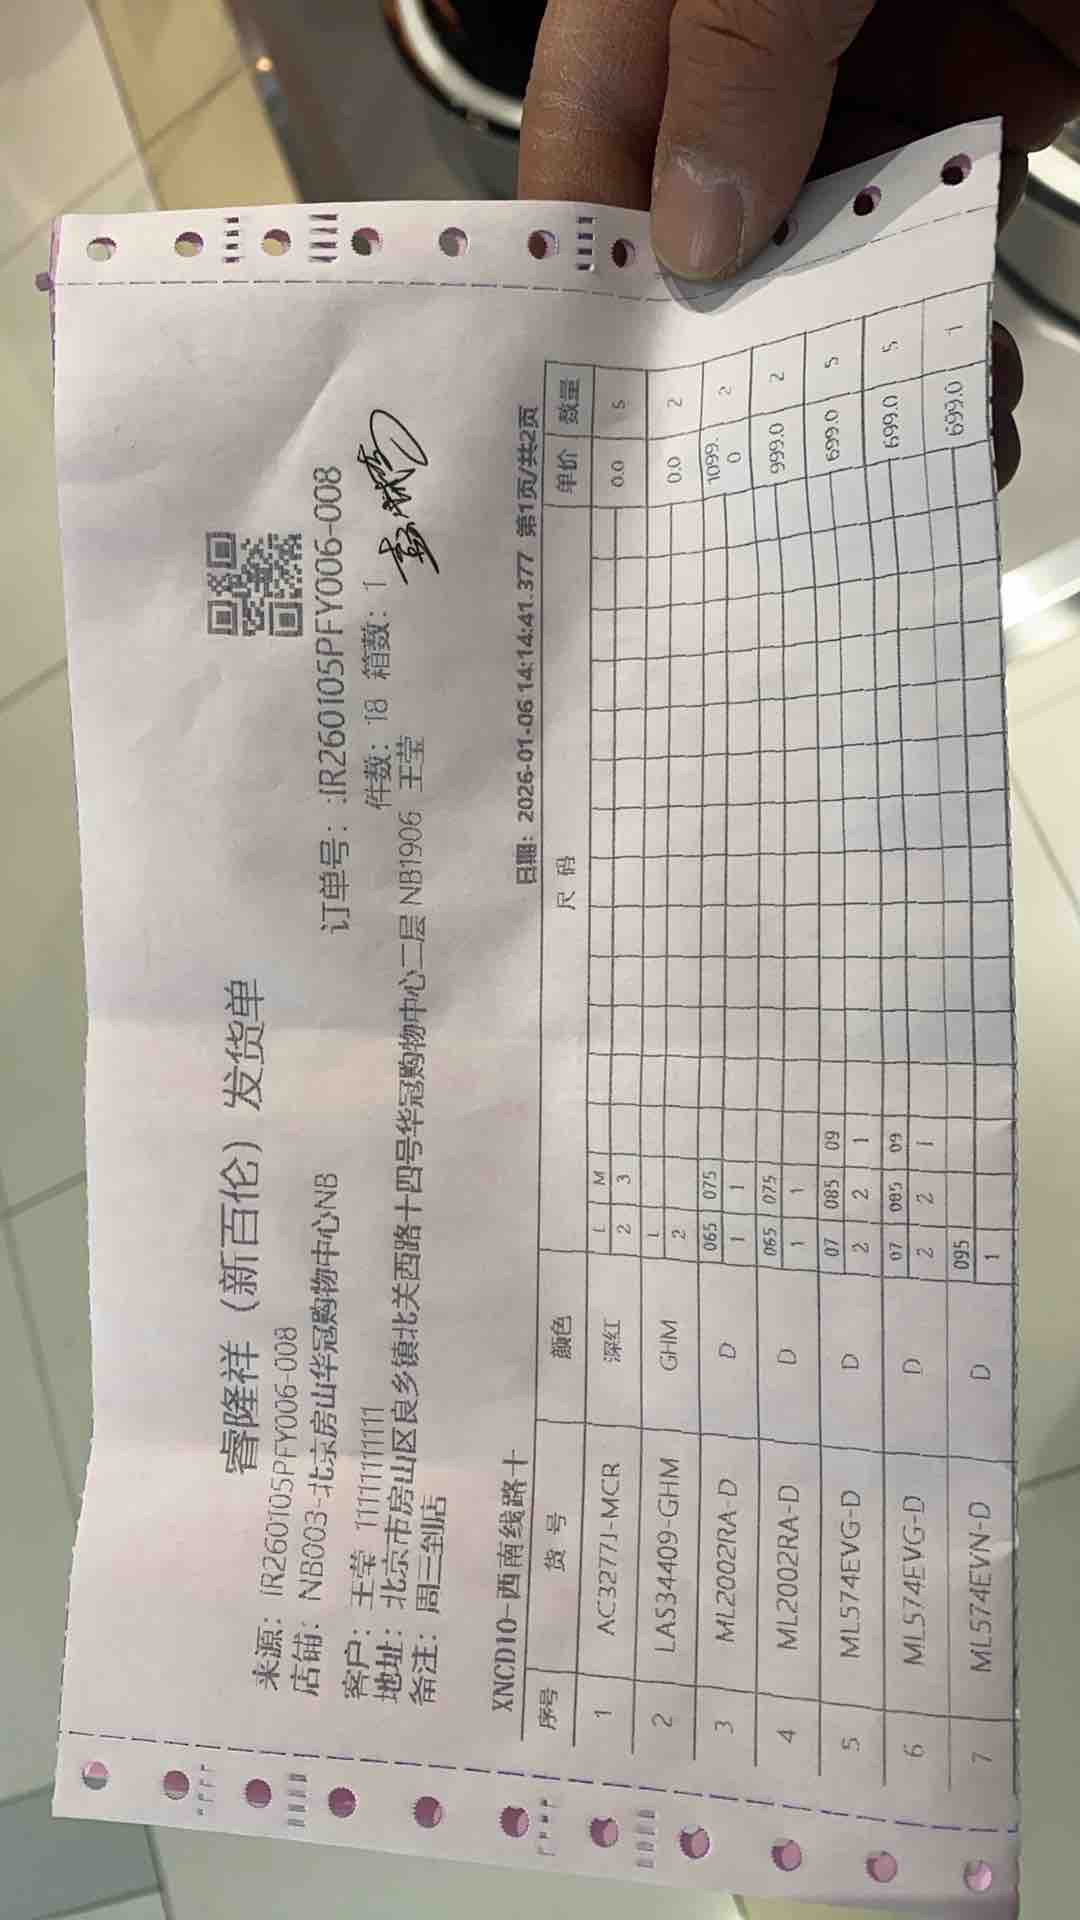 睿隆祥（新百伦）发货单
来源：IR260105PFY006-008
订单号：:IR260105PFY006-008
店铺：NB003-北京房山华冠购物中心NB
件数：18 箱数：1
客户：王莹 11111111111
地址：北京市房山区良乡镇北关西路十四号华冠购物中心二层 NB1906 王莹
备注：周三到店
XNCD10-西南线路十
日期：2026-01-06 14:14:41.377 第1页/共2页
序号 货 号 颜色 尺 码 单价 数量
1 AC3277J-MCR 深红 L M 0.0 5
2 3
2 LAS34409-GHM GHM L 0.0 2
2
3 ML2002RA-D D 065 075 1099.0 2
1 1
4 ML2002RA-D D 065 075 999.0 2
1 1
5 ML574EVG-D D 07 085 09 699.0 5
2 2 1
6 ML574EVG-D D 07 085 09 699.0 5
2 2 1
7 ML574EVN-D D 095 699.0 1
1